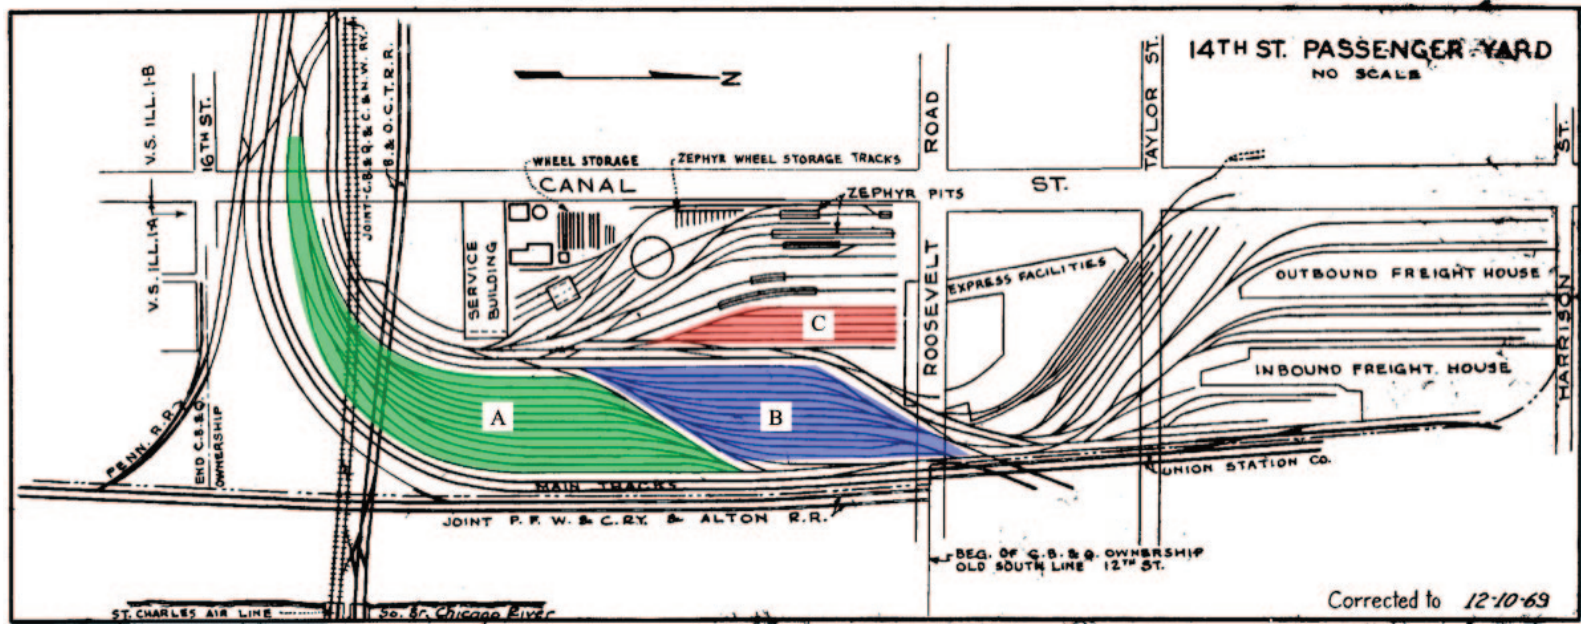 14TH ST. PASSENGER YARD
NO SCALE
V.S. ILL. I-B
16TH ST.
JOINT-C.B.& Q. & C.& N.W. RY.
B.& O.C.T.R.R.
N
ROAD
TAYLOR ST.
ST.
WHEEL STORAGE
ZEPHYR WHEEL STORAGE TRACKS
CANAL
ST.
ZEPHYR PITS
V.S. ILL. I-A
SERVICE
BUILDING
ROOSEVELT
EXPRESS FACILITIES
OUTBOUND FREIGHT HOUSE
HARRISON
C
INBOUND FREIGHT HOUSE
A
B
PENN. R.R.
END C.B.& Q.
OWNERSHIP
MAIN TRACKS
UNION STATION CO.
JOINT P. F. W. & C. RY. & ALTON R.R.
BEG. OF C.B. & Q. OWNERSHIP
OLD SOUTH LINE 12TH ST.
ST. CHARLES AIR LINE
So. Br. Chicago River
Corrected to 12-10-69